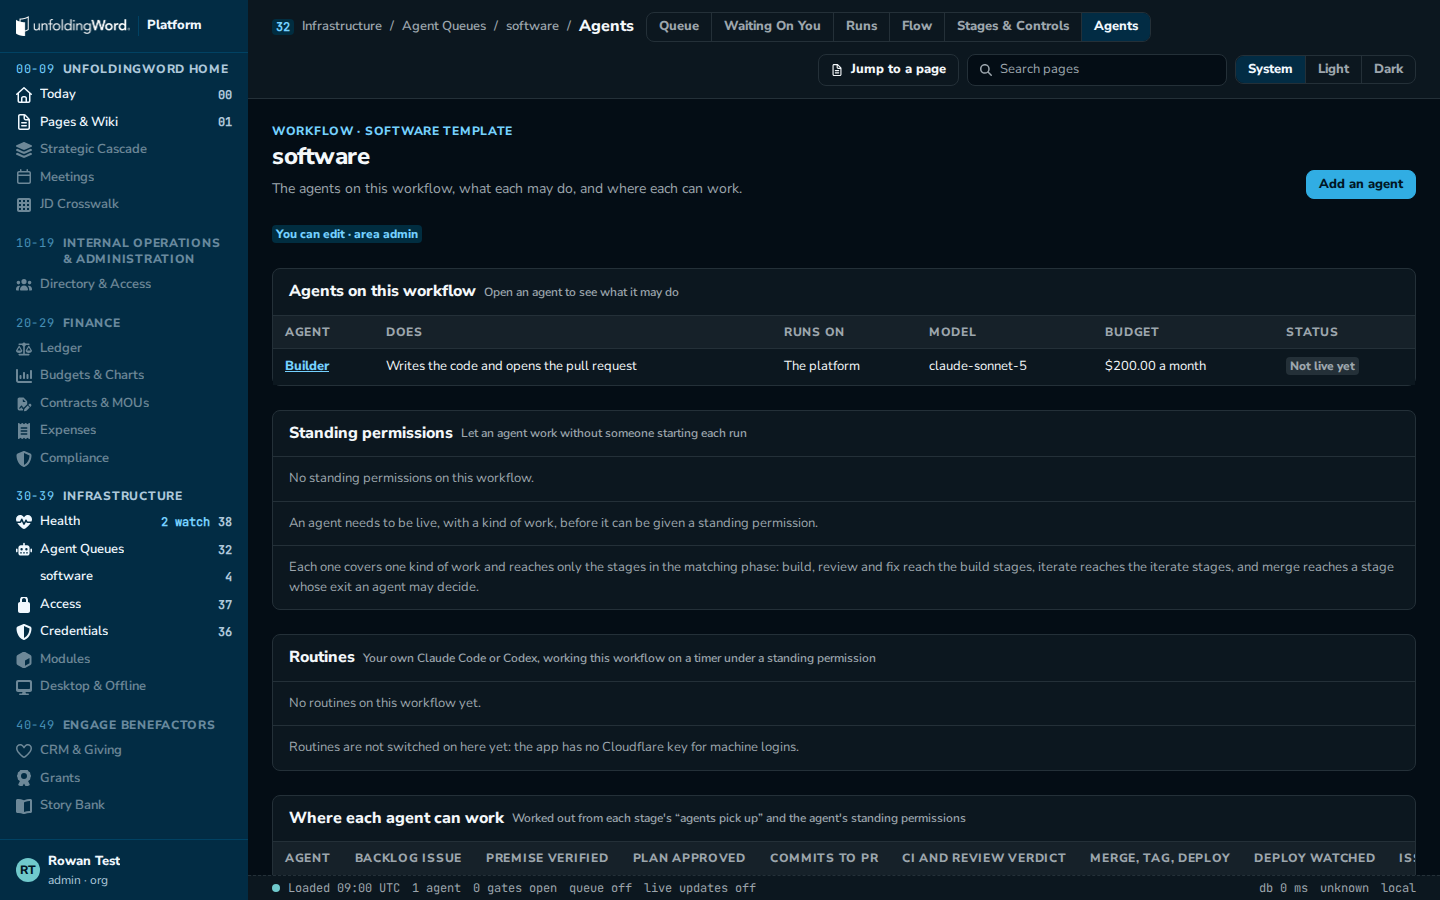 unfoldingWord Platform
00-09 UNFOLDINGWORD HOME
Today 00
Pages & Wiki 01
Strategic Cascade
Meetings
JD Crosswalk
10-19 INTERNAL OPERATIONS
& ADMINISTRATION
Directory & Access
20-29 FINANCE
Ledger
Budgets & Charts
Contracts & MOUs
Expenses
Compliance
30-39 INFRASTRUCTURE
Health 2 watch 38
Agent Queues 32
software 4
Access 37
Credentials 36
Modules
Desktop & Offline
40-49 ENGAGE BENEFACTORS
CRM & Giving
Grants
Story Bank
RT Rowan Test
admin · org
32 Infrastructure / Agent Queues / software / Agents
Queue Waiting On You Runs Flow Stages & Controls Agents
Jump to a page Search pages System Light Dark
WORKFLOW · SOFTWARE TEMPLATE
software
The agents on this workflow, what each may do, and where each can work.
Add an agent
You can edit · area admin
Agents on this workflow Open an agent to see what it may do
AGENT DOES RUNS ON MODEL BUDGET STATUS
Builder Writes the code and opens the pull request The platform claude-sonnet-5 $200.00 a month Not live yet
Standing permissions Let an agent work without someone starting each run
No standing permissions on this workflow.
An agent needs to be live, with a kind of work, before it can be given a standing permission.
Each one covers one kind of work and reaches only the stages in the matching phase: build, review and fix reach the build stages, iterate reaches the iterate stages, and merge reaches a stage
whose exit an agent may decide.
Routines Your own Claude Code or Codex, working this workflow on a timer under a standing permission
No routines on this workflow yet.
Routines are not switched on here yet: the app has no Cloudflare key for machine logins.
Where each agent can work Worked out from each stage's “agents pick up” and the agent's standing permissions
AGENT BACKLOG ISSUE PREMISE VERIFIED PLAN APPROVED COMMITS TO PR CI AND REVIEW VERDICT MERGE, TAG, DEPLOY DEPLOY WATCHED
Loaded 09:00 UTC 1 agent 0 gates open queue off live updates off db 0 ms unknown local